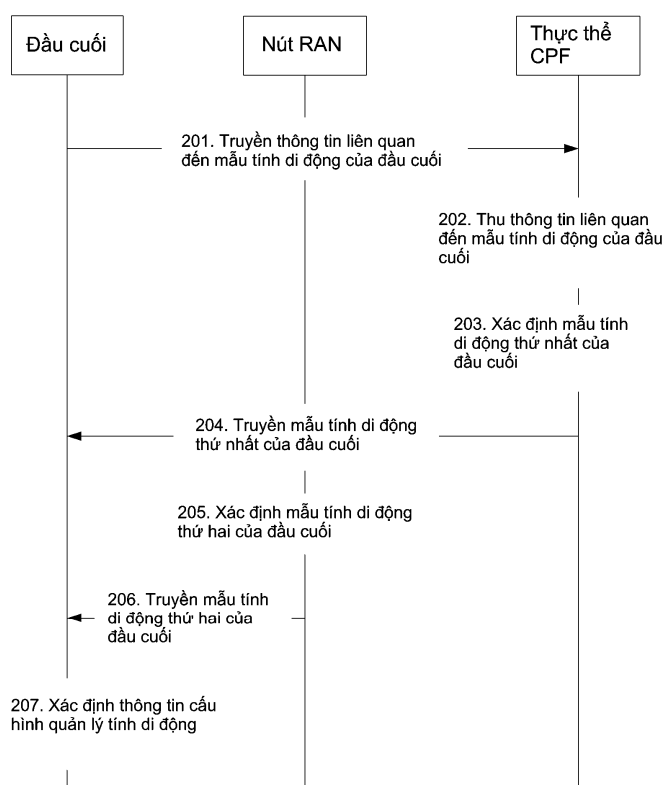 Đầu cuối
Nút RAN
Thực thể
CPF
201. Truyền thông tin liên quan
đến mẫu tính di động của đầu cuối
202. Thu thông tin liên quan
đến mẫu tính di động của đầu
cuối
203. Xác định mẫu tính
di động thứ nhất của
đầu cuối
204. Truyền mẫu tính di động
thứ nhất của đầu cuối
205. Xác định mẫu tính di động
thứ hai của đầu cuối
206. Truyền mẫu tính
di động thứ hai của
đầu cuối
207. Xác định thông tin cấu
hình quản lý tính di động